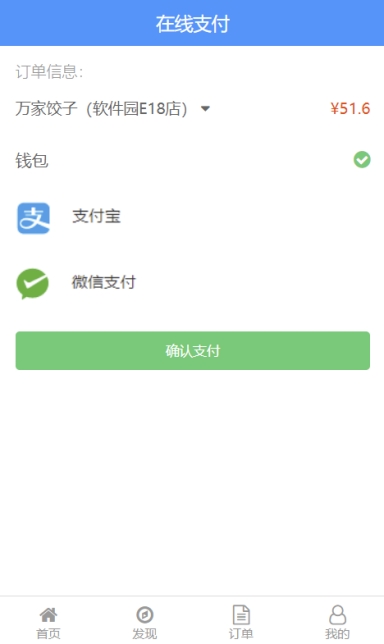 在线支付
订单信息:
万家饺子（软件园E18店） ¥51.6
钱包
支付宝
微信支付
确认支付
首页 发现 订单 我的